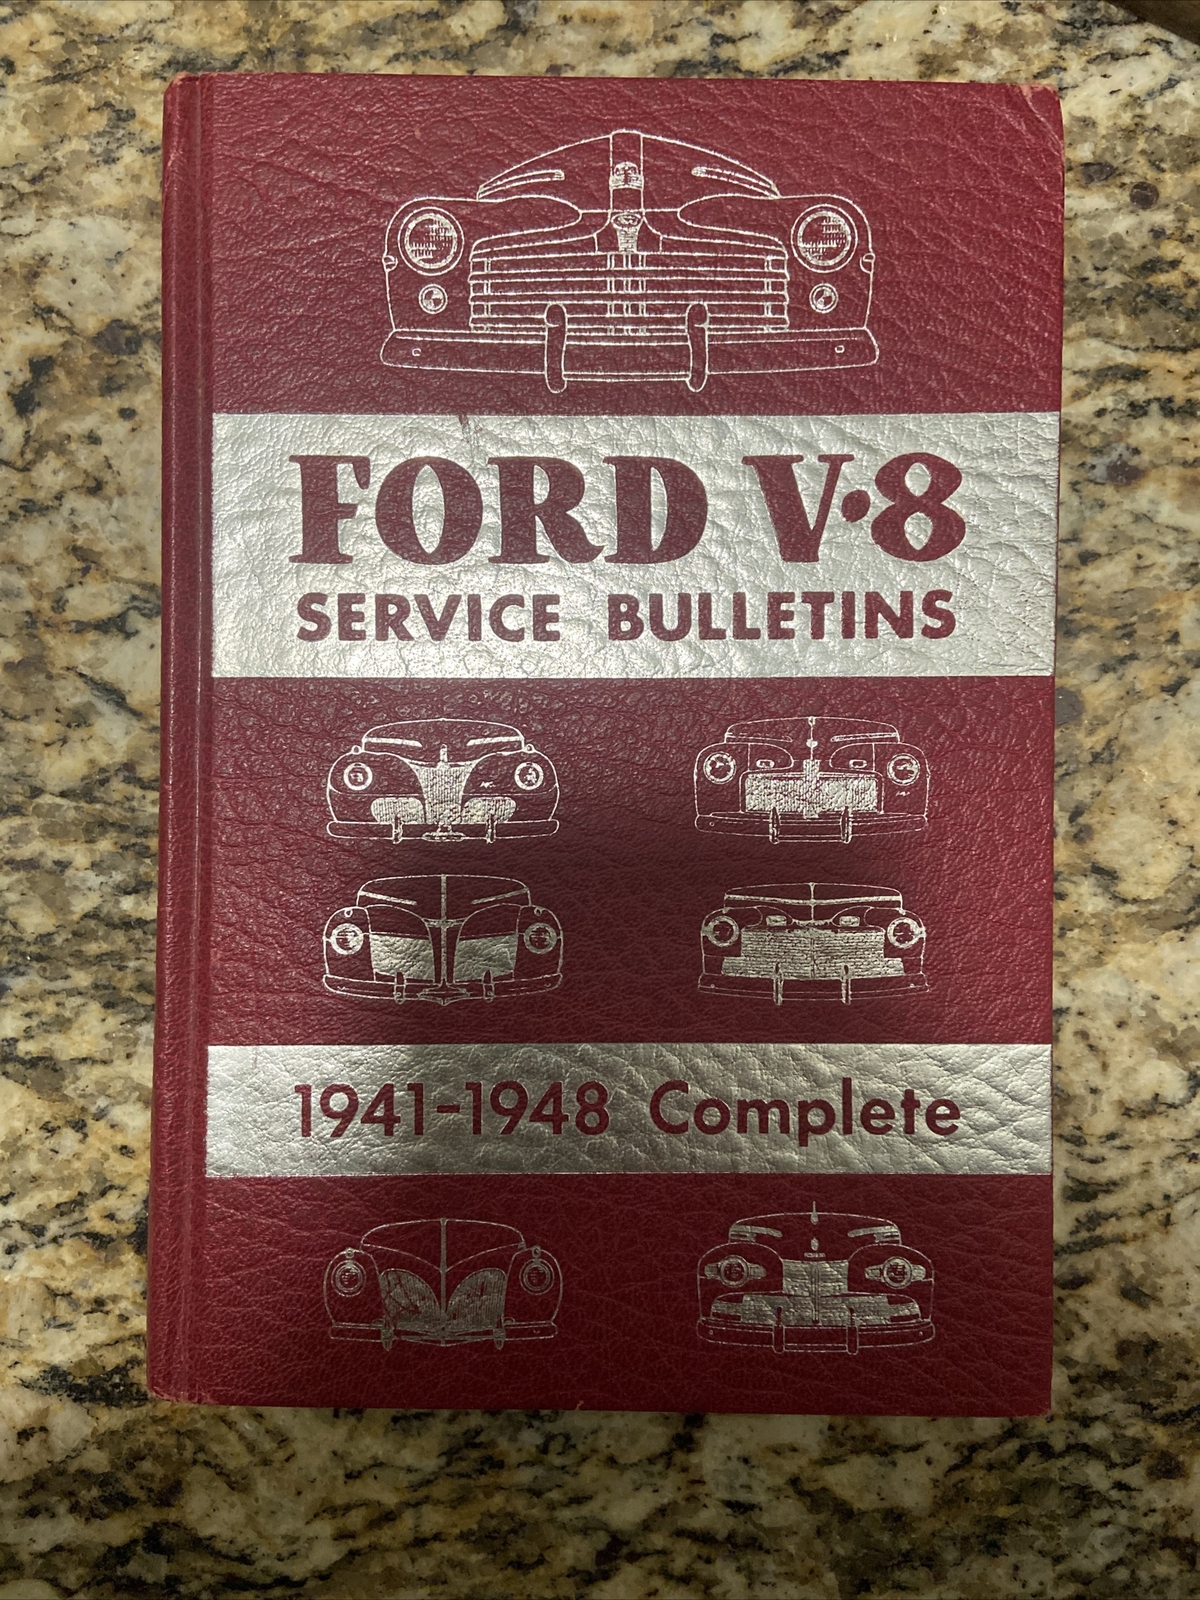 FORD V·8
SERVICE BULLETINS
1941-1948 Complete